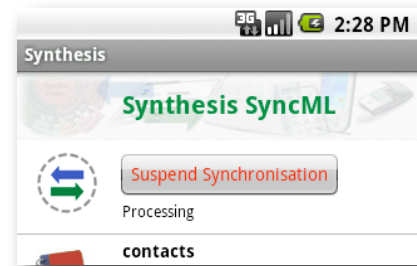 3G 2:28 PM
Synthesis
Synthesis SyncML
Suspend Synchronisation
Processing
contacts